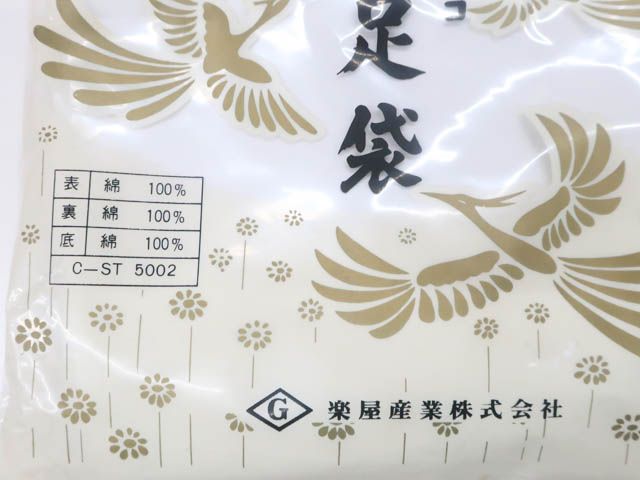 足袋
表 綿 100%
裏 綿 100%
底 綿 100%
C-ST 5002
G 楽屋産業株式会社